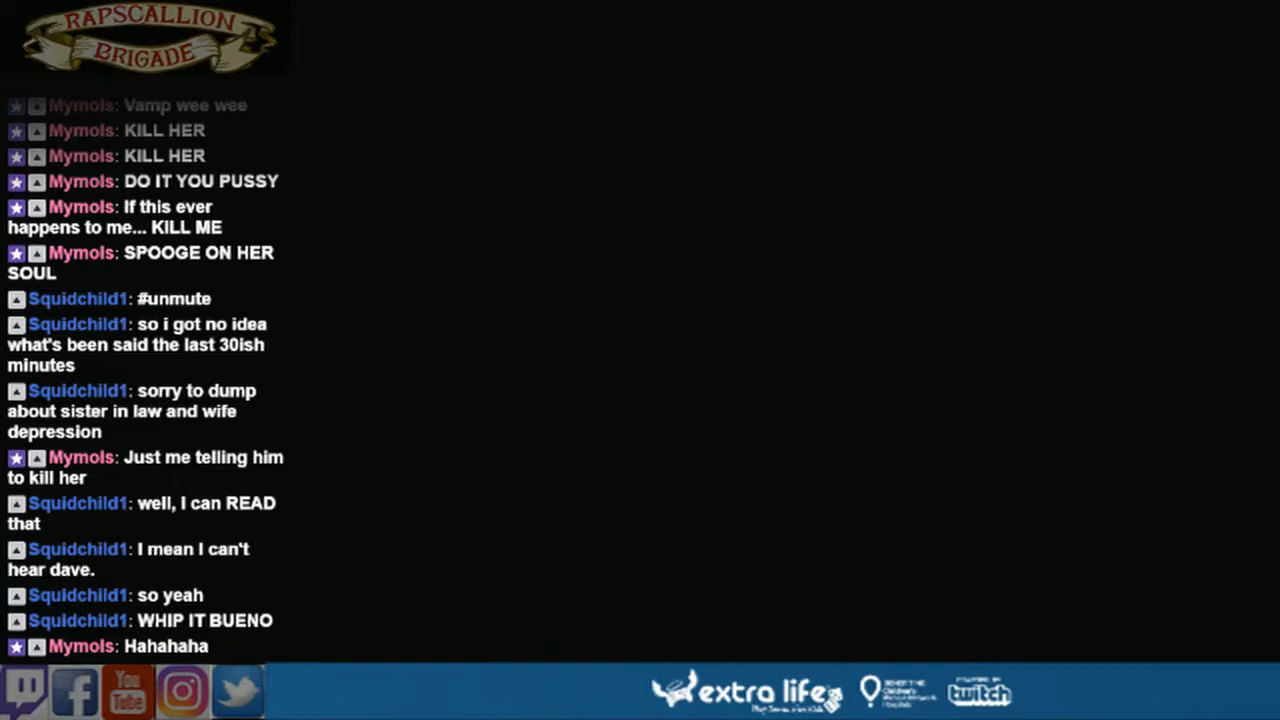 RAPSCALLION
BRIGADE
Mymols: Vamp wee wee
Mymols: KILL HER
Mymols: KILL HER
Mymols: DO IT YOU PUSSY
Mymols: If this ever
happens to me... KILL ME
Mymols: SPOOGE ON HER
SOUL
Squidchild1: #unmute
Squidchild1: so i got no idea
what's been said the last 30ish
minutes
Squidchild1: sorry to dump
about sister in law and wife
depression
Mymols: Just me telling him
to kill her
Squidchild1: well, I can READ
that
Squidchild1: I mean I can't
hear dave.
Squidchild1: so yeah
Squidchild1: WHIP IT BUENO
Mymols: Hahahaha
You
Tube
extra life
POWERED BY
twitch